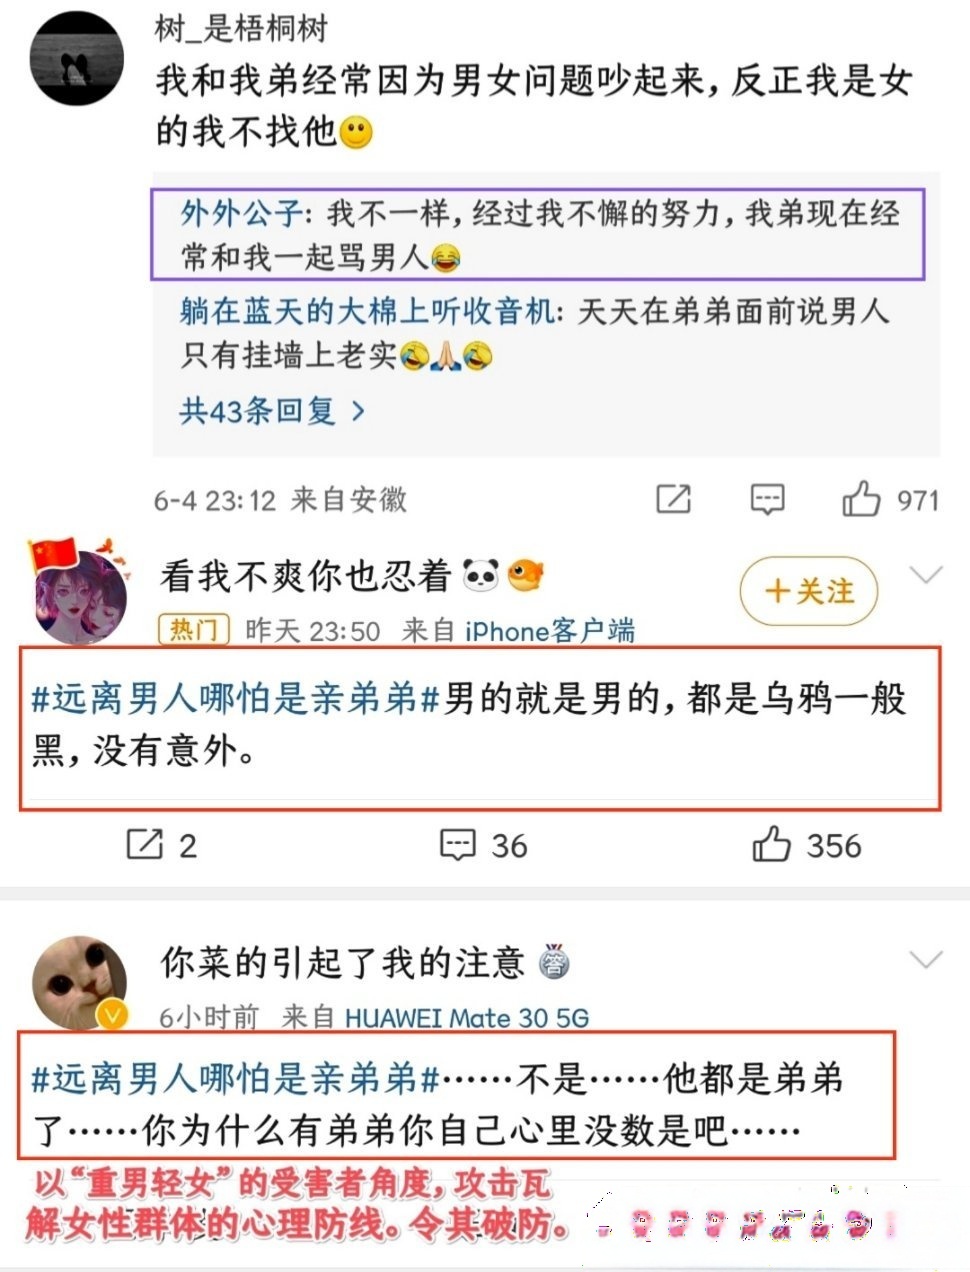 树_是梧桐树
我和我弟经常因为男女问题吵起来，反正我是女
的我不找他🙂
外外公子：我不一样，经过我不懈的努力，我弟现在经
常和我一起骂男人😂
躺在蓝天的大棉上听收音机：天天在弟弟面前说男人
只有挂墙上老实🤣🙏🏻🤣
共43条回复 >
6-4 23:12 来自安徽
971
看我不爽你也忍着🐼🐡
+关注
热门 昨天 23:50 来自 iPhone客户端
#远离男人哪怕是亲弟弟#男的就是男的，都是乌鸦一般
黑，没有意外。
2 36 356
你菜的引起了我的注意 答
6小时前 来自 HUAWEI Mate 30 5G
#远离男人哪怕是亲弟弟#……不是……他都是弟弟
了……你为什么有弟弟你自己心里没数是吧……
以“重男轻女”的受害者角度，攻击瓦
解女性群体的心理防线。令其破防。